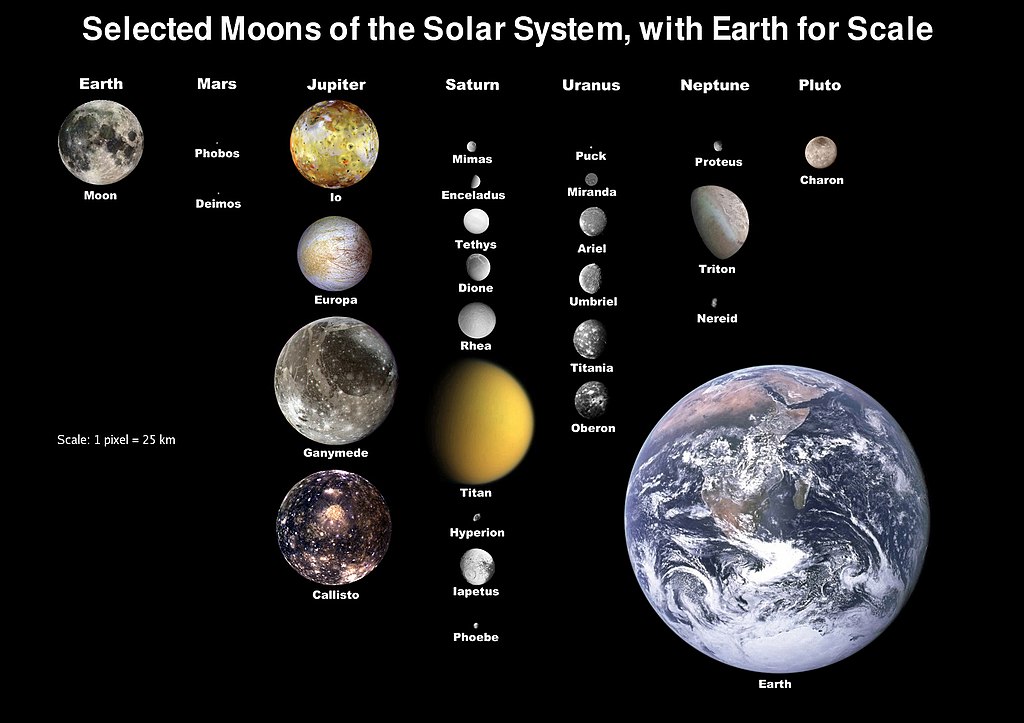 Selected Moons of the Solar System, with Earth for Scale
Earth
Mars
Jupiter
Saturn
Uranus
Neptune
Pluto
Moon
Phobos
Deimos
Io
Europa
Ganymede
Callisto
Mimas
Enceladus
Tethys
Dione
Rhea
Titan
Hyperion
Iapetus
Phoebe
Puck
Miranda
Ariel
Umbriel
Titania
Oberon
Proteus
Triton
Nereid
Charon
Scale: 1 pixel = 25 km
Earth